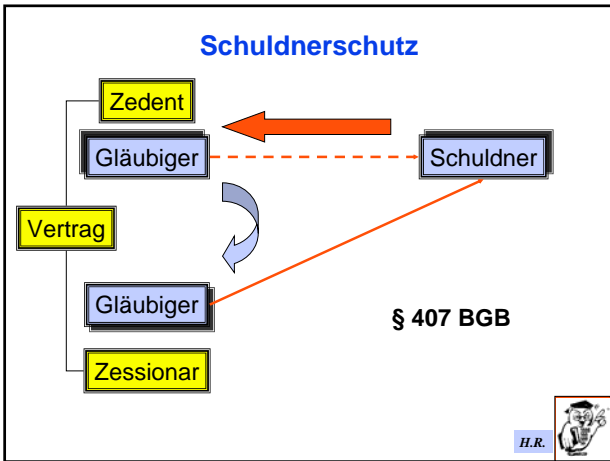 Schuldnerschutz
Zedent
Gläubiger
Schuldner
Vertrag
Gläubiger
§ 407 BGB
Zessionar
H.R.